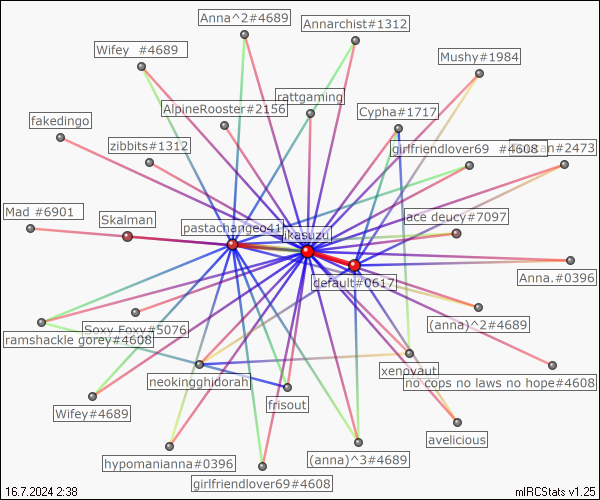 Anna^2#4689
Annarchist#1312
Wifey #4689
Mushy#1984
rattgaming
AlpineRooster#2156
Cypha#1717
fakedingo
zibbits#1312
girlfriendlover69 #4608
#2473
Mad #6901
Skalman
pastachangeo41
ikasuzu
ace deucy#7097
default#0617
Anna.#0396
(anna)^2#4689
Soxy Foxy#5076
ramshackle gorey#4608
xenovaut
neokingghidorah
no cops no laws no hope#4608
frisout
Wifey#4689
avelicious
hypomanianna#0396
(anna)^3#4689
girlfriendlover69#4608
16.7.2024 2:38
mIRCStats v1.25